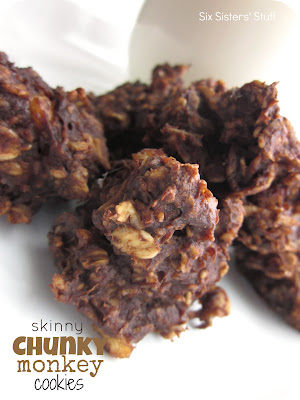 Six Sisters' Stuff
skinny
CHUNKY
monkey
cookies